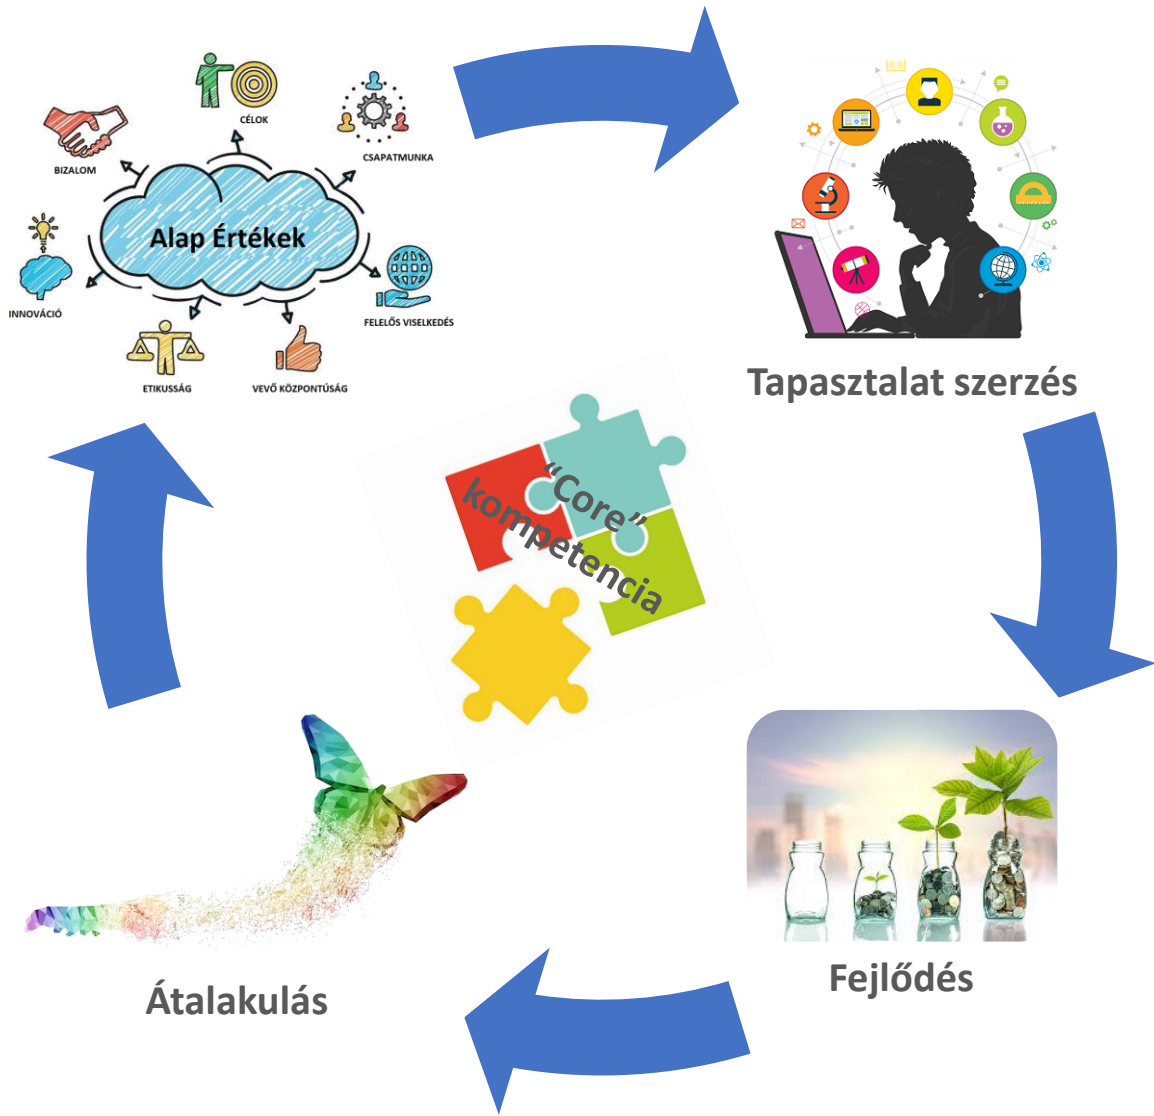 CÉLOK
CSAPATMUNKA
BIZALOM
Alap Értékek
INNOVÁCIÓ
FELELŐS VISELKEDÉS
ETIKUSSÁG
VEVŐ KÖZPONTÚSÁG
Tapasztalat szerzés
“Core”
kompetencia
Fejlődés
Átalakulás